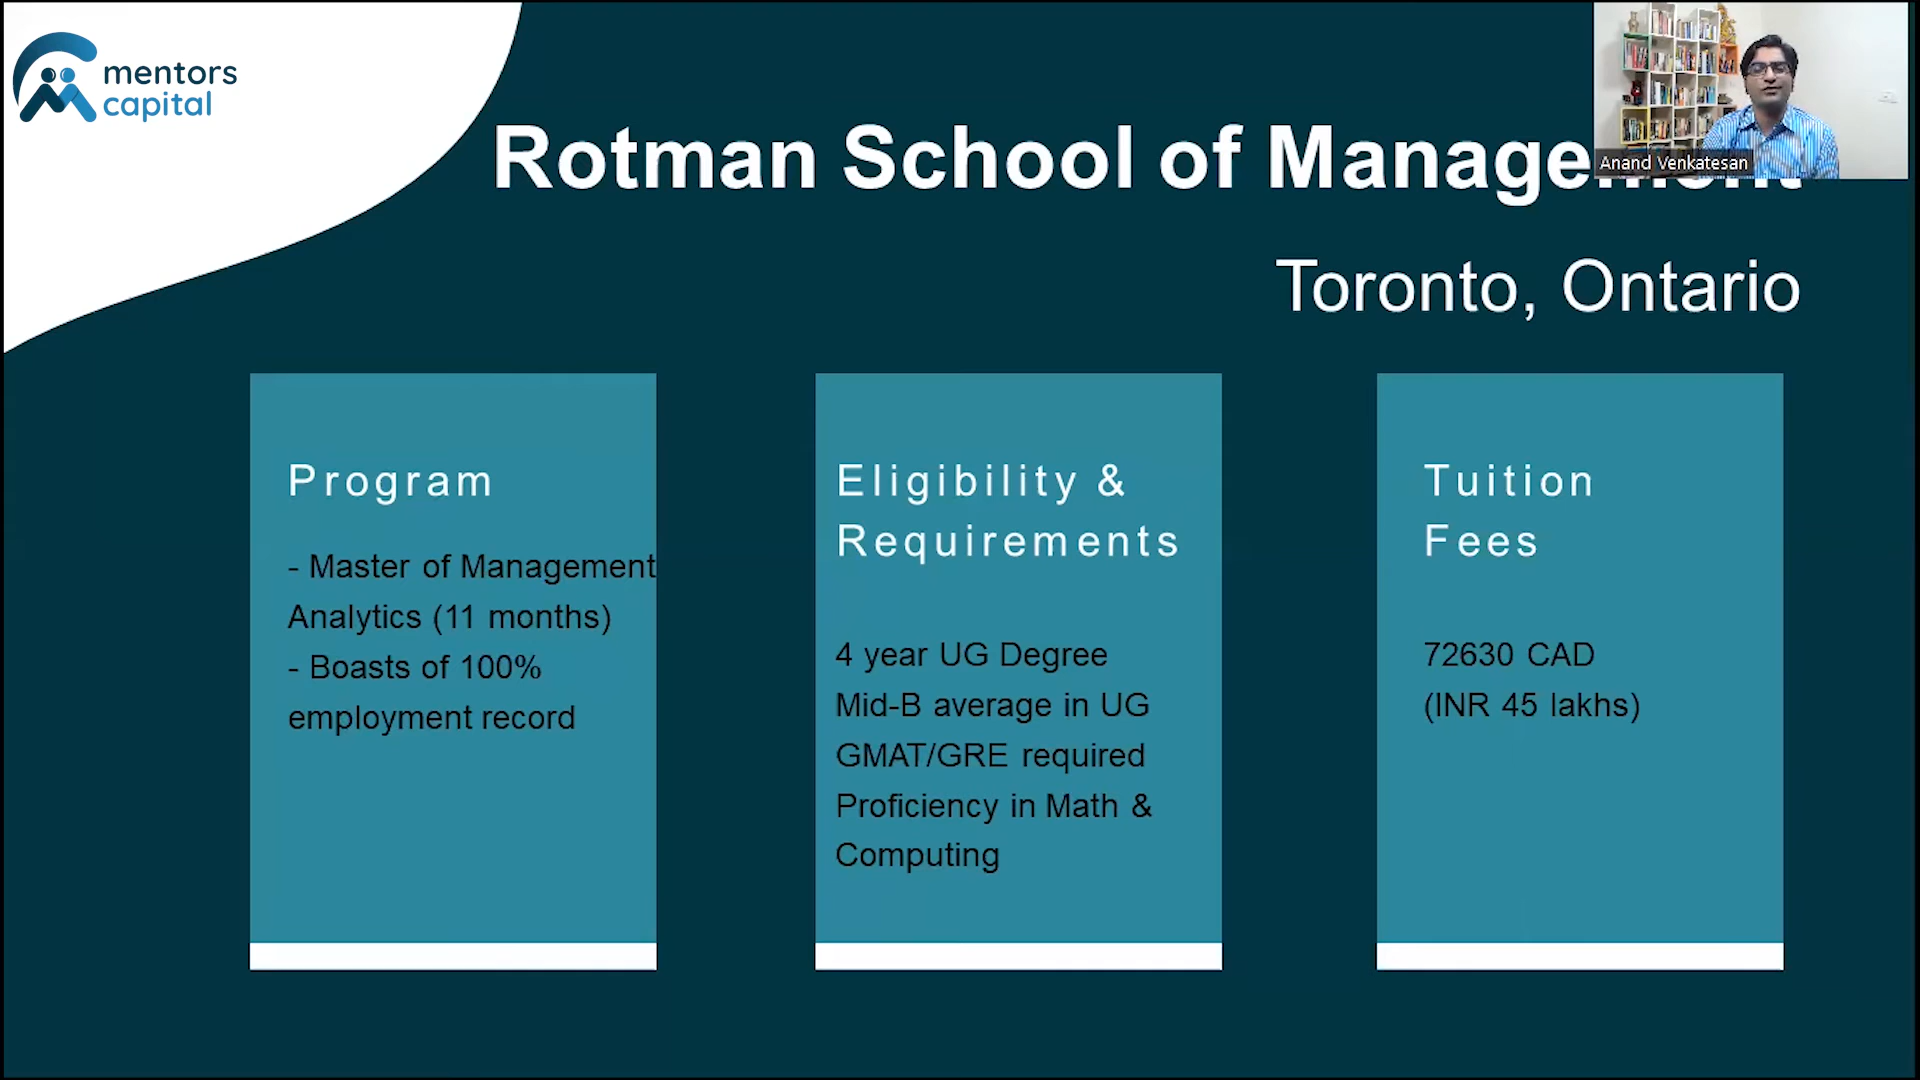 mentors
capital
Rotman School of Management
Anand Venkatesan
Toronto, Ontario
Program
- Master of Management
Analytics (11 months)
- Boasts of 100%
employment record
Eligibility &
Requirements
4 year UG Degree
Mid-B average in UG
GMAT/GRE required
Proficiency in Math &
Computing
Tuition
Fees
72630 CAD
(INR 45 lakhs)